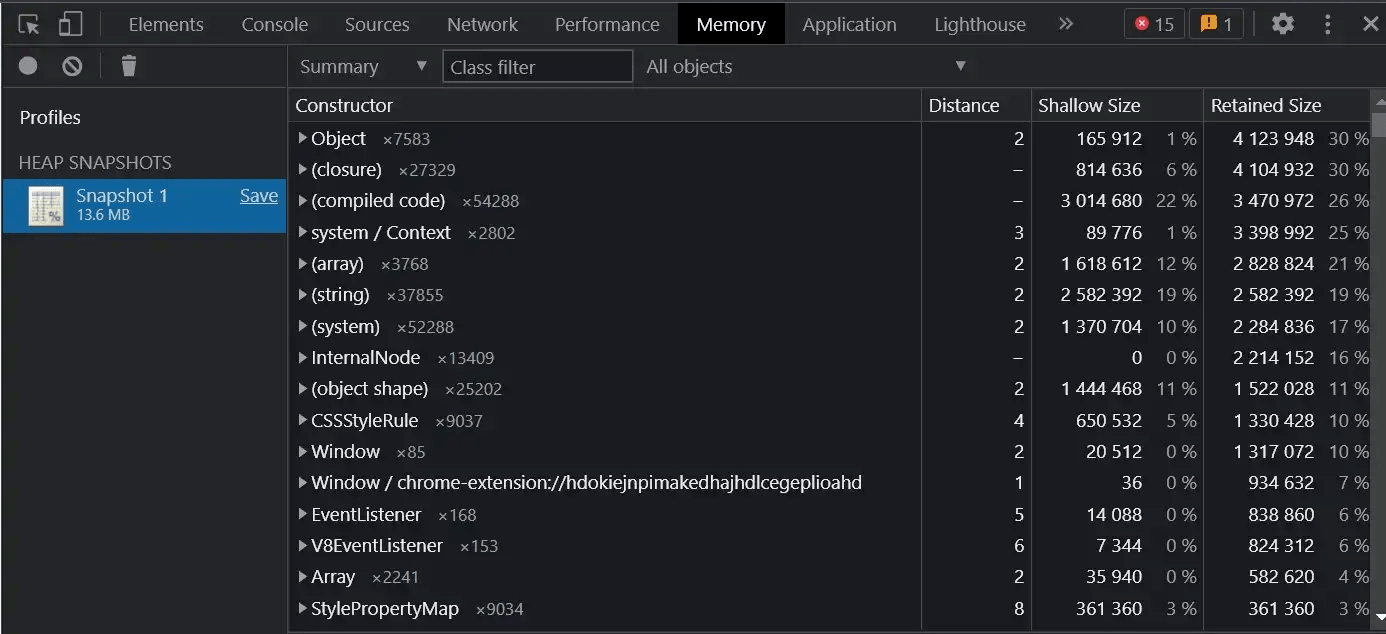 Elements Console Sources Network Performance Memory Application Lighthouse » 15 1
Summary Class filter All objects
Profiles
HEAP SNAPSHOTS
Snapshot 1 Save
13.6 MB
Constructor Distance Shallow Size Retained Size
Object ×7583 2 165 912 1 % 4 123 948 30 %
(closure) ×27329 – 814 636 6 % 4 104 932 30 %
(compiled code) ×54288 – 3 014 680 22 % 3 470 972 26 %
system / Context ×2802 3 89 776 1 % 3 398 992 25 %
(array) ×3768 2 1 618 612 12 % 2 828 824 21 %
(string) ×37855 2 2 582 392 19 % 2 582 392 19 %
(system) ×52288 2 1 370 704 10 % 2 284 836 17 %
InternalNode ×13409 – 0 0 % 2 214 152 16 %
(object shape) ×25202 2 1 444 468 11 % 1 522 028 11 %
CSSStyleRule ×9037 4 650 532 5 % 1 330 428 10 %
Window ×85 2 20 512 0 % 1 317 072 10 %
Window / chrome-extension://hdokiejnpimakedhajhdlcegeplioahd 1 36 0 % 934 632 7 %
EventListener ×168 5 14 088 0 % 838 860 6 %
V8EventListener ×153 6 7 344 0 % 824 312 6 %
Array ×2241 2 35 940 0 % 582 620 4 %
StylePropertyMap ×9034 8 361 360 3 % 361 360 3 %